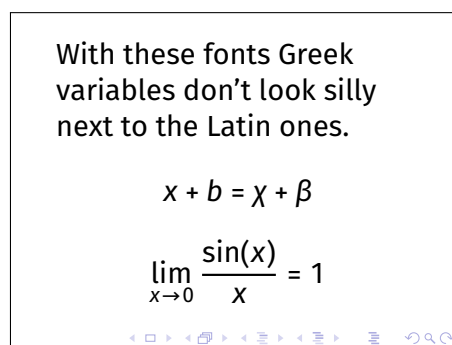 With these fonts Greek
variables don't look silly
next to the Latin ones.
x + b = χ + β
lim x→0 sin(x)/x = 1